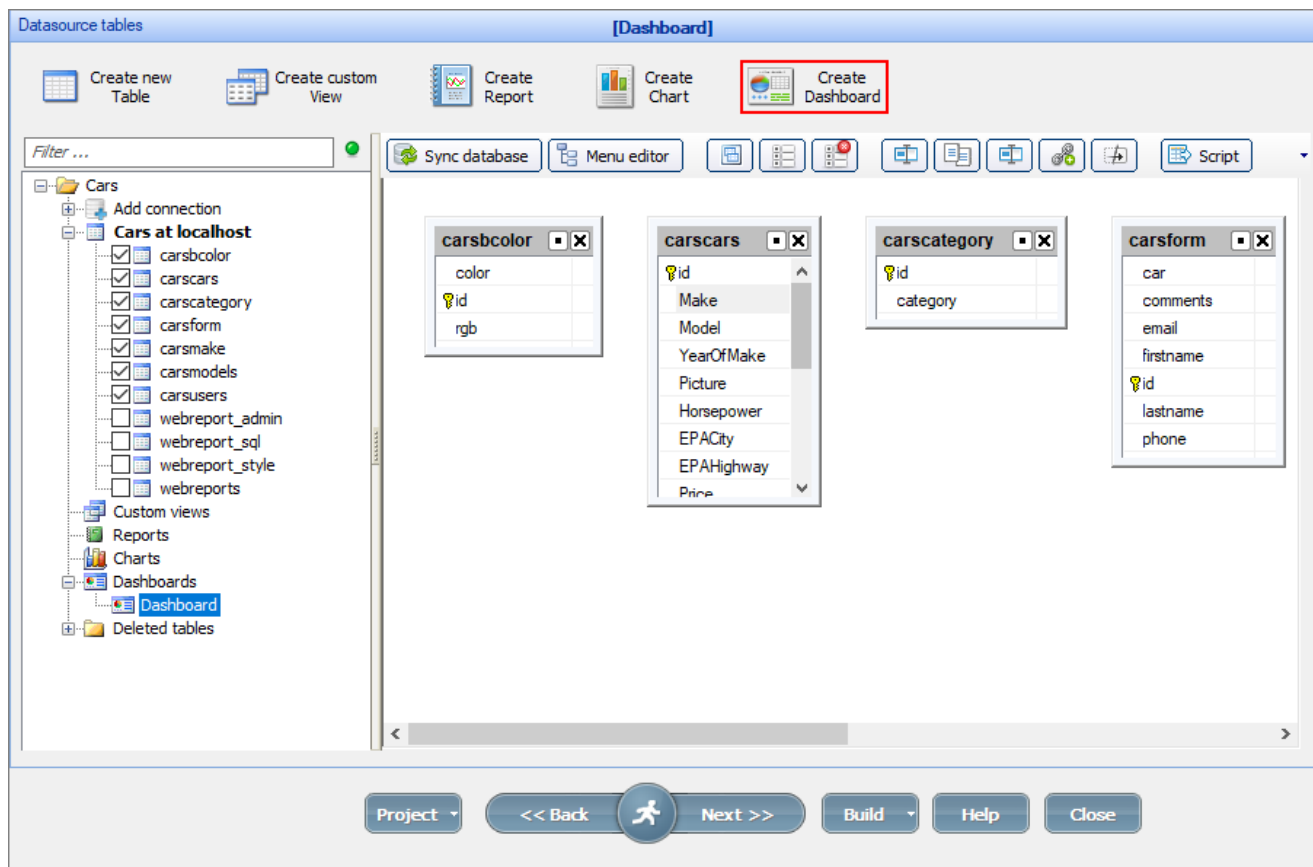 Datasource tables
[Dashboard]
Create new
Table
Create custom
View
Create
Report
Create
Chart
Create
Dashboard
Filter ...
Sync database
Menu editor
Script
Cars
Add connection
Cars at localhost
carsbcolor
carscars
carscategory
carsform
carsmake
carsmodels
carsusers
webreport_admin
webreport_sql
webreport_style
webreports
Custom views
Reports
Charts
Dashboards
Dashboard
Deleted tables
carsbcolor
color
id
rgb
carscars
id
Make
Model
YearOfMake
Picture
Horsepower
EPACity
EPAHighway
Price
carscategory
id
category
carsform
car
comments
email
firstname
id
lastname
phone
Project
<< Back
Next >>
Build
Help
Close